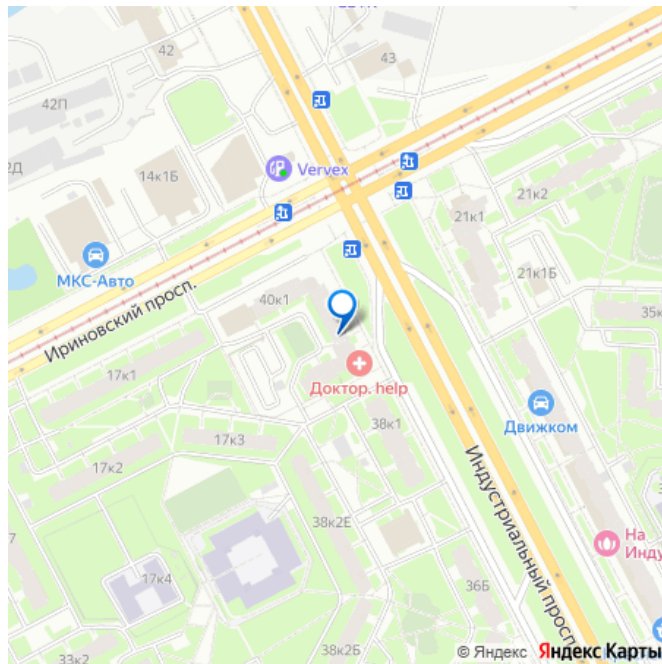 42
43
42П
2Д
14к1Б
Vervex
21к2
21к1
МКС-Авто
21к1Б
Ириновский просп.
40к1
35к
17к1
Доктор. help
Движком
38к1
17к3
17к2
Индустриальный просп.
38к2Е
На
Инду
7
17к4
36Б
33к2
38к2Б
© Яндекс Яндекс Карты